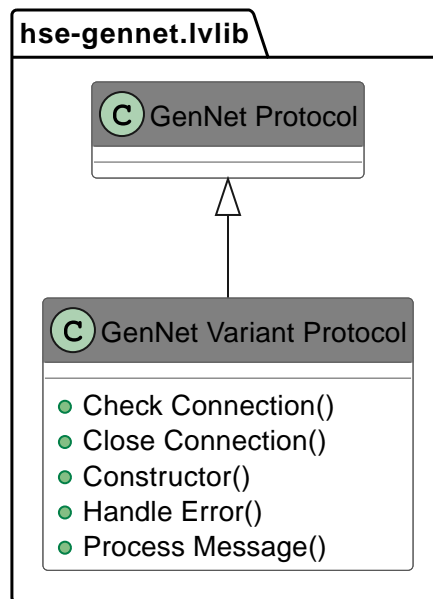 hse-gennet.lvlib
C GenNet Protocol
C GenNet Variant Protocol
Check Connection()
Close Connection()
Constructor()
Handle Error()
Process Message()